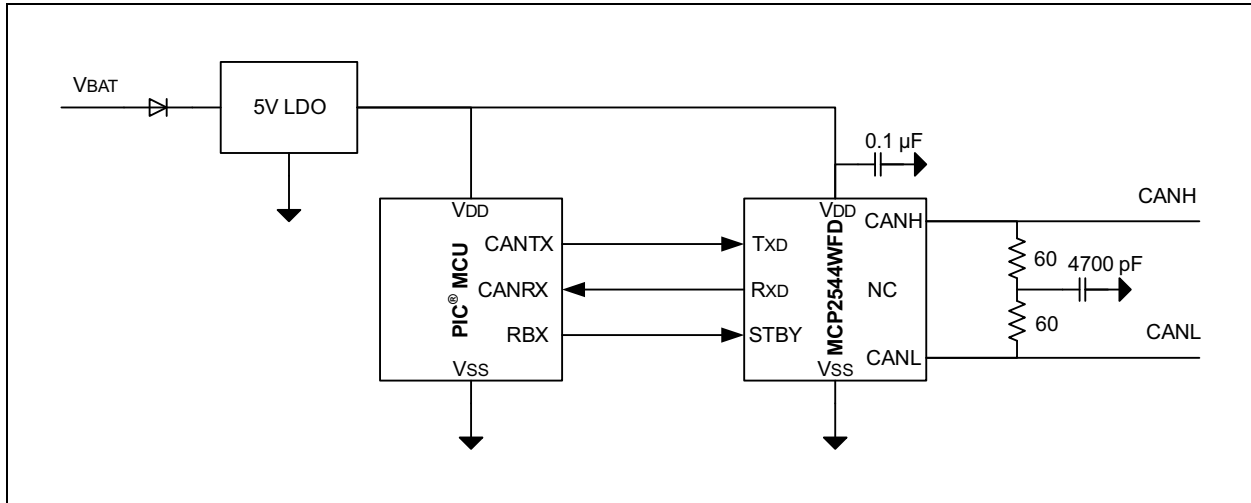 VBAT
5V LDO
0.1 µF
CANH
VDD
CANTX
CANRX
RBX
VSS
PIC® MCU
VDD
TXD
RXD
STBY
VSS
MCP2544WFD
CANH
NC
CANL
60
4700 pF
60
CANL